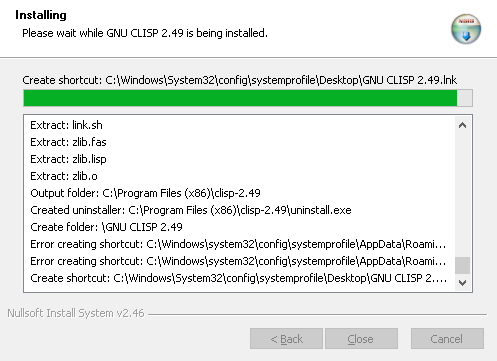 Installing
Please wait while GNU CLISP 2.49 is being installed.
Create shortcut: C:\Windows\System32\config\systemprofile\Desktop\GNU CLISP 2.49.lnk
Extract: link.sh
Extract: zlib.fas
Extract: zlib.lisp
Extract: zlib.o
Output folder: C:\Program Files (x86)\clisp-2.49
Created uninstaller: C:\Program Files (x86)\clisp-2.49\uninstall.exe
Create folder: \GNU CLISP 2.49
Error creating shortcut: C:\Windows\system32\config\systemprofile\AppData\Roami...
Error creating shortcut: C:\Windows\system32\config\systemprofile\AppData\Roami...
Create shortcut: C:\Windows\System32\config\systemprofile\Desktop\GNU CLISP 2....
Nullsoft Install System v2.46
< Back
Close
Cancel